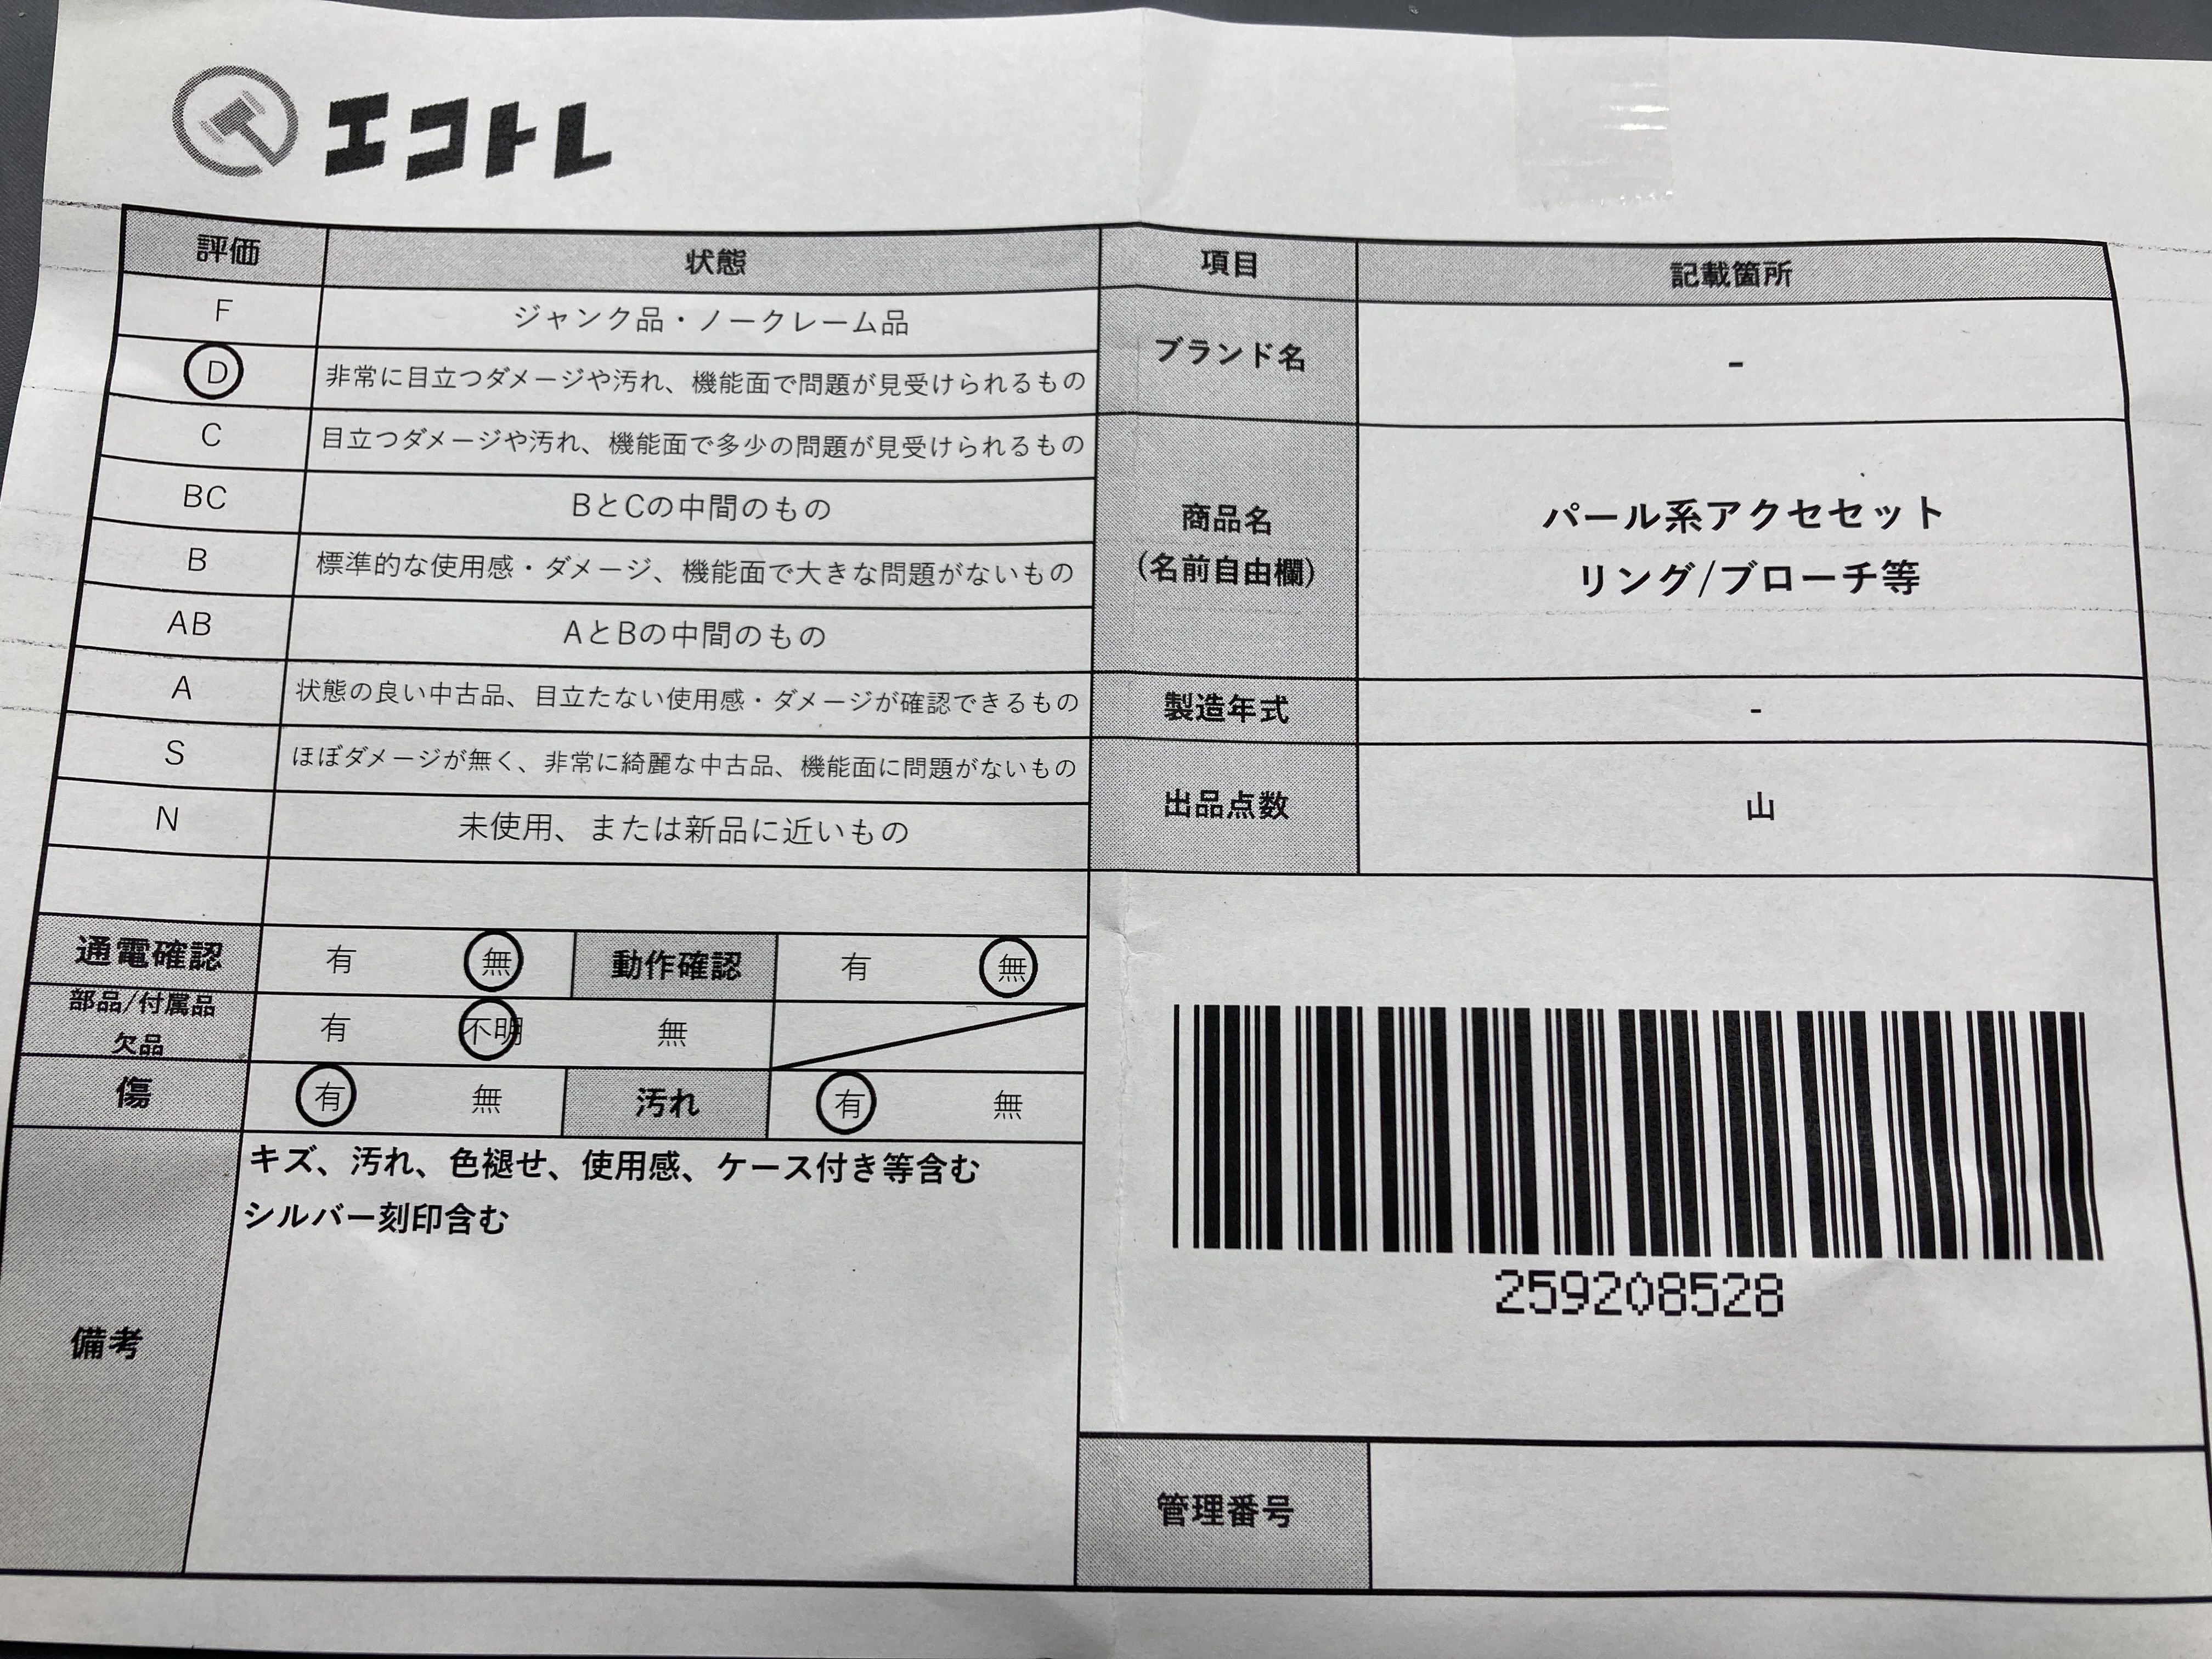 エコトレ
評価 状態
F ジャンク品・ノークレーム品
D 非常に目立つダメージや汚れ、機能面で問題が見受けられるもの
C 目立つダメージや汚れ、機能面で多少の問題が見受けられるもの
BC BとCの中間のもの
B 標準的な使用感・ダメージ、機能面で大きな問題がないもの
AB AとBの中間のもの
A 状態の良い中古品、目立たない使用感・ダメージが確認できるもの
S ほぼダメージが無く、非常に綺麗な中古品、機能面に問題がないもの
N 未使用、または新品に近いもの
通電確認 有 無 動作確認 有 無
部品/付属品
欠品 有 不明 無
傷 有 無 汚れ 有 無
備考
キズ、汚れ、色褪せ、使用感、ケース付き等含む
シルバー刻印含む
項目 記載箇所
ブランド名 -
商品名
(名前自由欄)
パール系アクセセット
リング/ブローチ等
製造年式 -
出品点数 山
259208528
管理番号